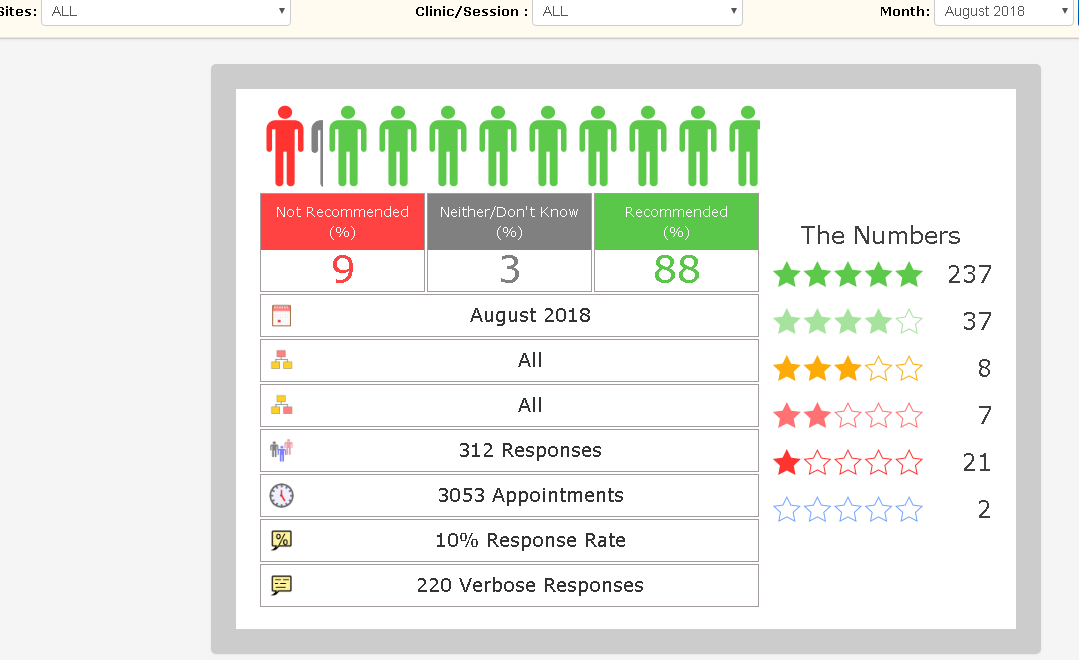 Sites: ALL Clinic/Session : ALL Month: August 2018
Not Recommended (%)
Neither/Don't Know (%)
Recommended (%)
9
3
88
August 2018
All
All
312 Responses
3053 Appointments
% 10% Response Rate
220 Verbose Responses
The Numbers
237
37
8
7
21
2